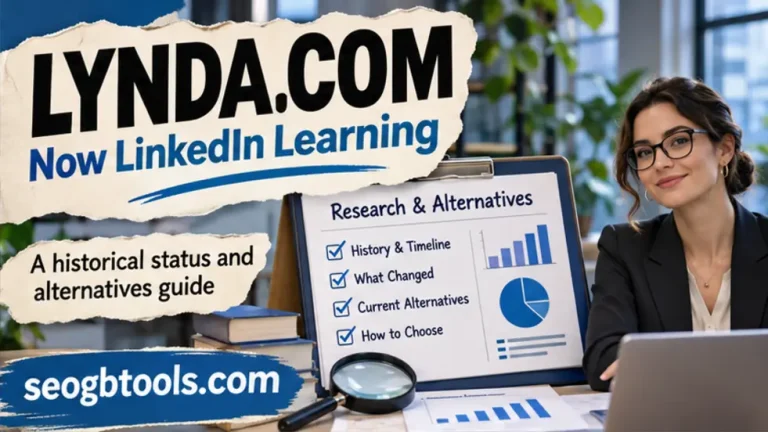 LYNDA.COM
Now LinkedIn Learning
A historical status and
alternatives guide
seogbtools.com
Research & Alternatives
History & Timeline
What Changed
Current Alternatives
How to Choose